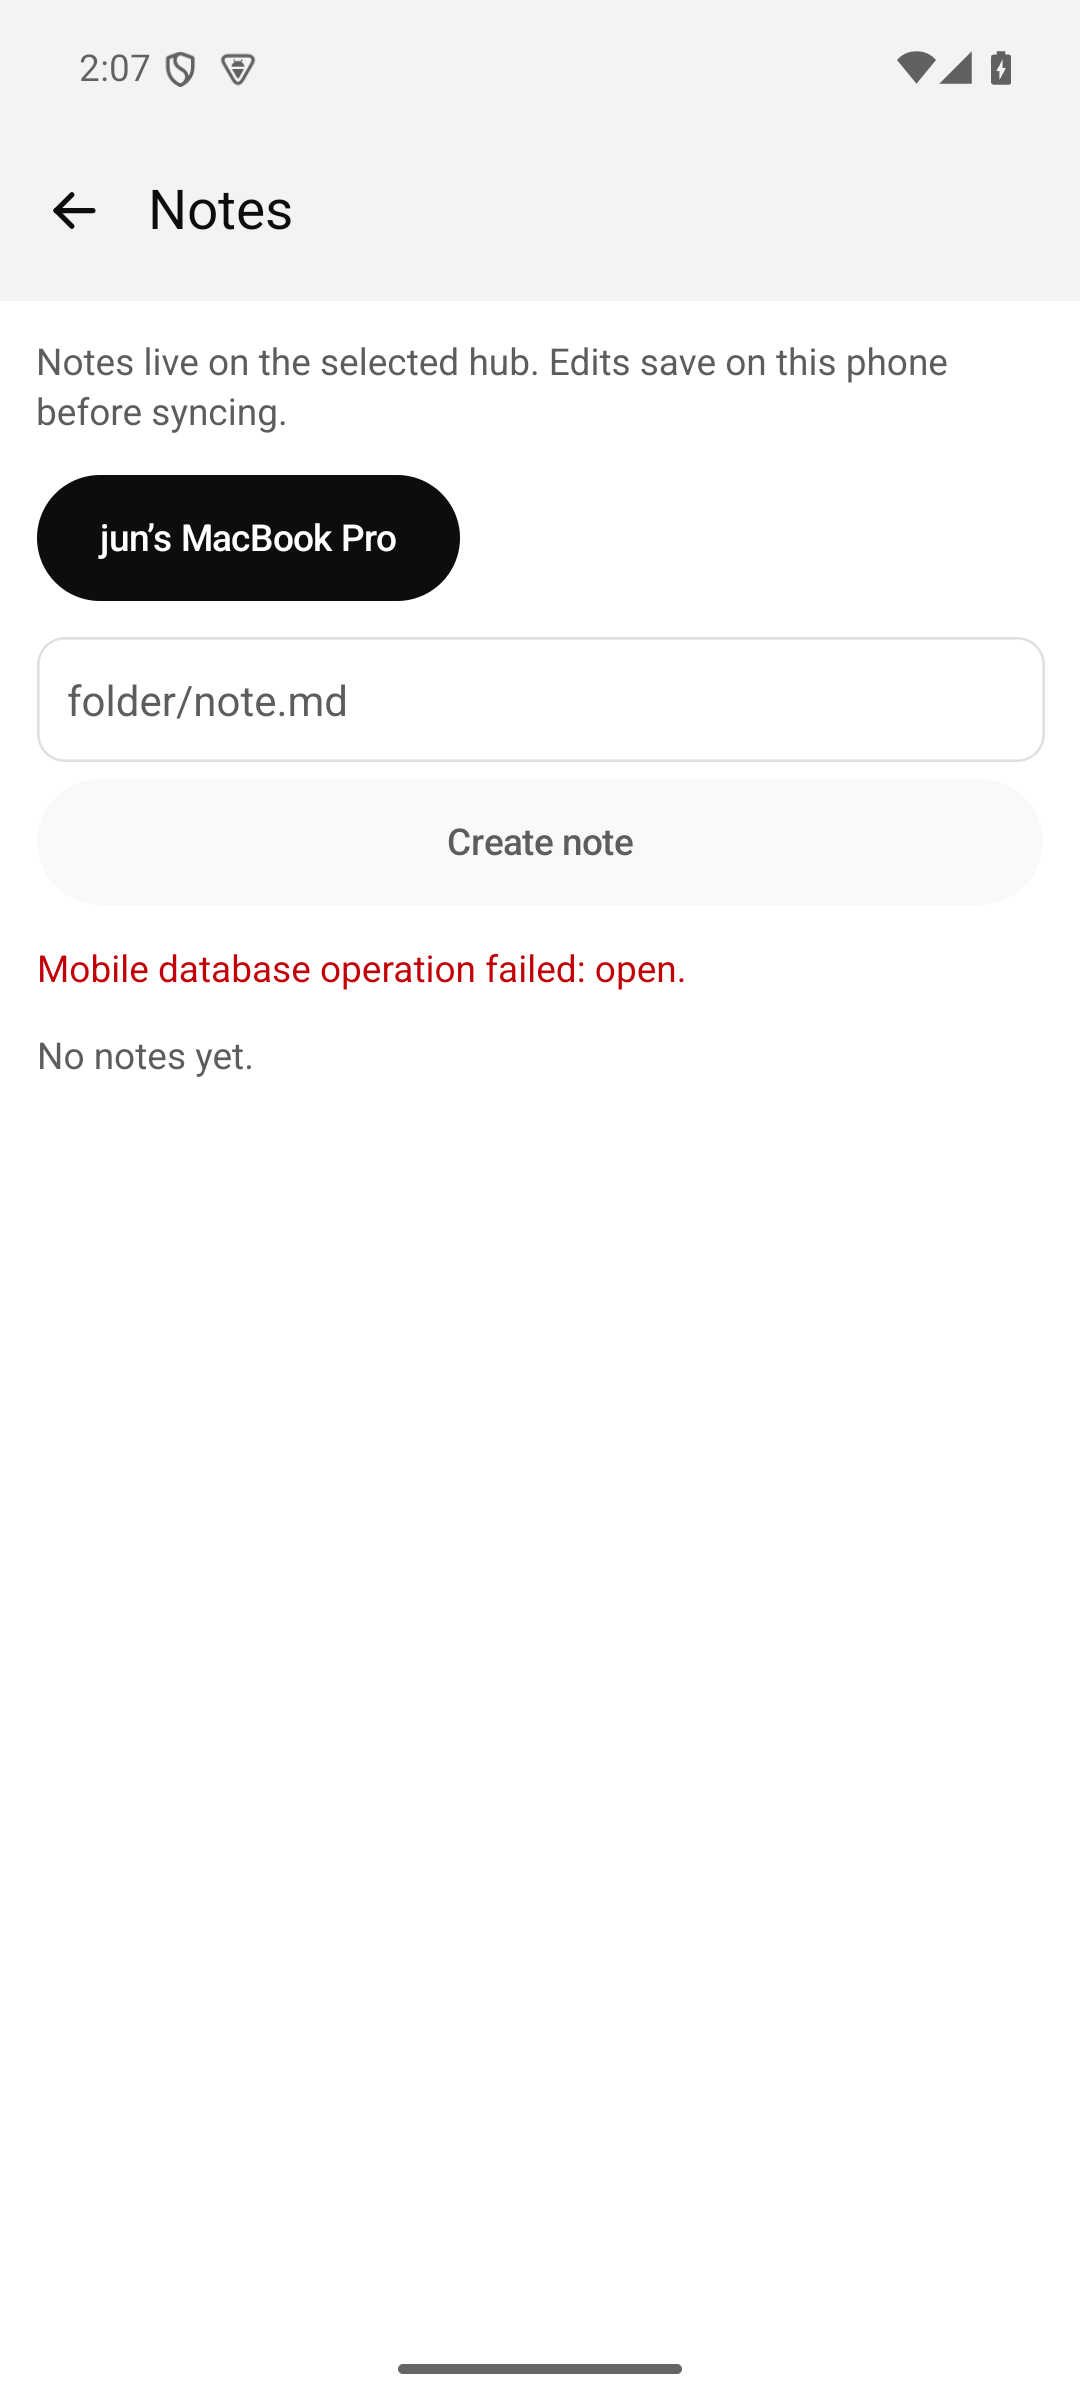 2:07
Notes
Notes live on the selected hub. Edits save on this phone
before syncing.
jun’s MacBook Pro
folder/note.md
Create note
Mobile database operation failed: open.
No notes yet.